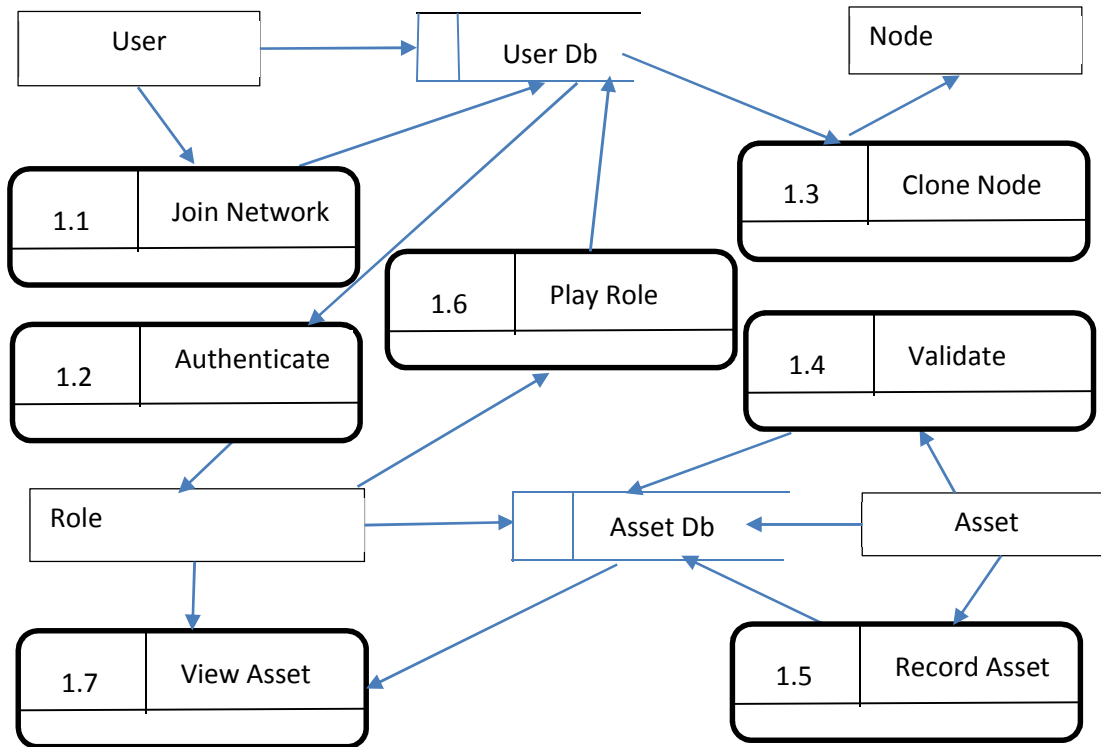 User
User Db
Node
1.1
Join Network
1.3
Clone Node
1.6
Play Role
1.2
Authenticate
1.4
Validate
Role
Asset Db
Asset
1.7
View Asset
1.5
Record Asset